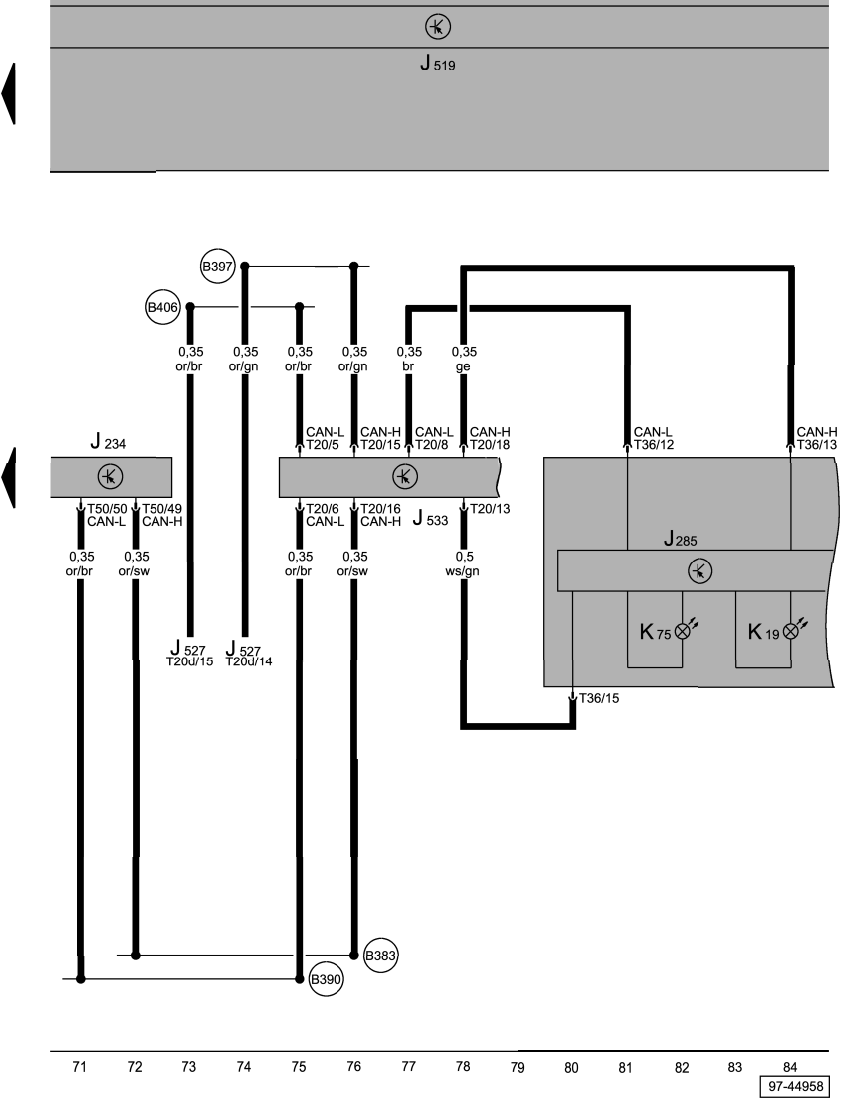 J 519
B397
B406
0,35 0,35 0,35 0,35 0,35 0,35
or/br or/gn or/br or/gn br ge
CAN-L CAN-H CAN-L CAN-H CAN-L CAN-H
T20/5 T20/15 T20/8 T20/18 T36/12 T36/13
J 234
T50/50 T50/49 T20/6 T20/16 J 533 T20/13
CAN-L CAN-H CAN-L CAN-H
J 285
0,35 0,35 0,35 0,35 0,5
or/br or/sw or/br or/sw ws/gn
K 75 K 19
J 527 J 527
T20d/15 T20d/14
T36/15
B383
B390
71 72 73 74 75 76 77 78 79 80 81 82 83 84
97-44958